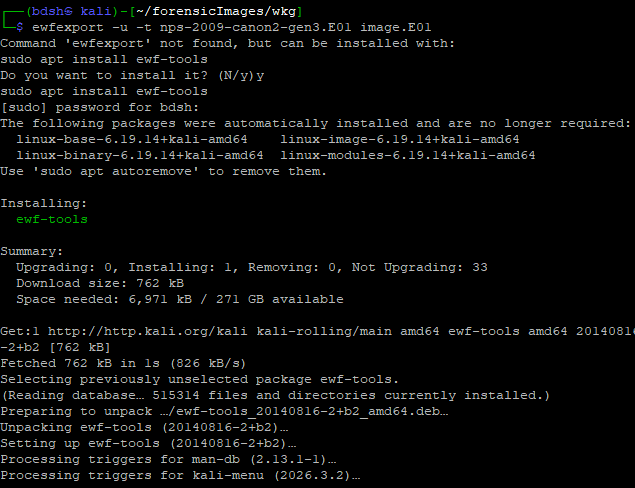 ┌──(bdsh㉿kali)-[~/forensicImages/wkg]
└─$ ewfexport -u -t nps-2009-canon2-gen3.E01 image.E01
Command 'ewfexport' not found, but can be installed with:
sudo apt install ewf-tools
Do you want to install it? (N/y)y
sudo apt install ewf-tools
[sudo] password for bdsh:
The following packages were automatically installed and are no longer required:
  linux-base-6.19.14+kali-amd64    linux-image-6.19.14+kali-amd64
  linux-binary-6.19.14+kali-amd64  linux-modules-6.19.14+kali-amd64
Use 'sudo apt autoremove' to remove them.

Installing:
  ewf-tools

Summary:
  Upgrading: 0, Installing: 1, Removing: 0, Not Upgrading: 33
  Download size: 762 kB
  Space needed: 6,971 kB / 271 GB available

Get:1 http://http.kali.org/kali kali-rolling/main amd64 ewf-tools amd64 20140816
-2+b2 [762 kB]
Fetched 762 kB in 1s (826 kB/s)
Selecting previously unselected package ewf-tools.
(Reading database… 515314 files and directories currently installed.)
Preparing to unpack …/ewf-tools_20140816-2+b2_amd64.deb…
Unpacking ewf-tools (20140816-2+b2)…
Setting up ewf-tools (20140816-2+b2)…
Processing triggers for man-db (2.13.1-1)…
Processing triggers for kali-menu (2026.3.2)…